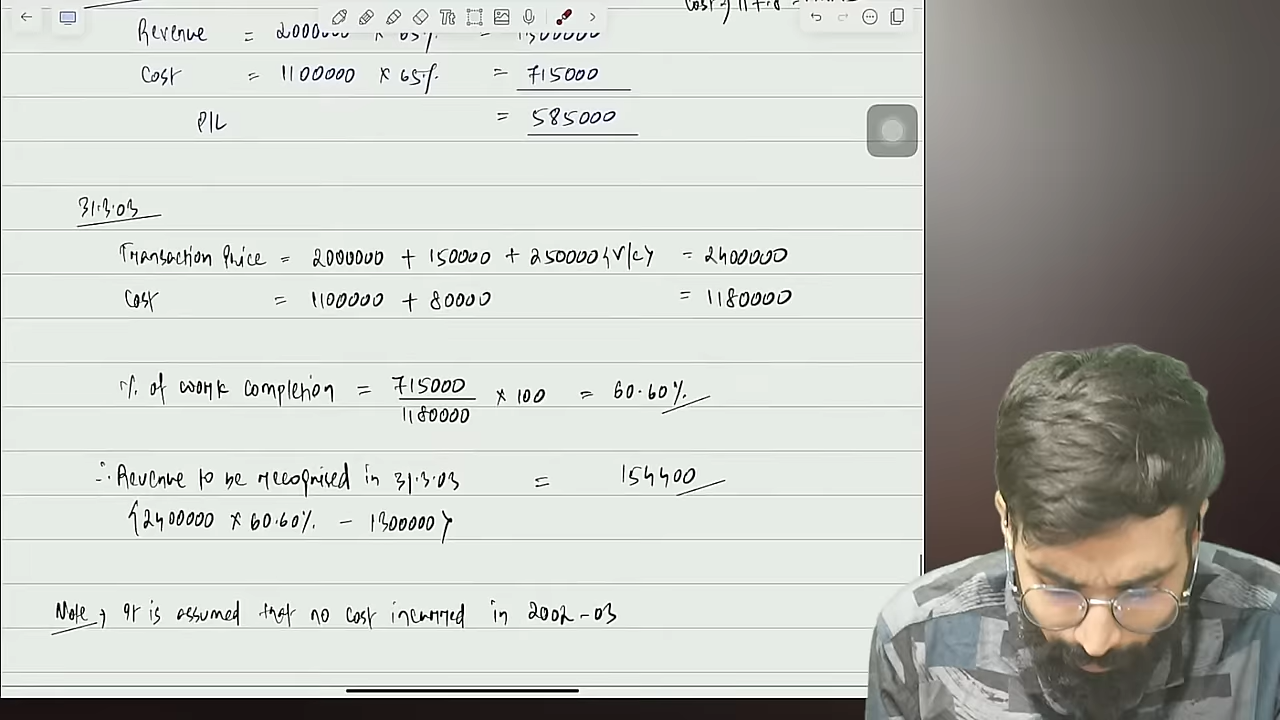 Revenue = 2000000 × 65% = 1300000
Cost = 1100000 × 65% = 715000
P/L = 585000
31.3.03
Transaction Price = 2000000 + 150000 + 250000 {V/C} = 2400000
Cost = 1100000 + 80000 = 1180000
% of work completion = 715000 / 1180000 × 100 = 60.60%
∴ Revenue to be recognised in 31.3.03 = 154400
{2400000 × 60.60% - 1300000}
Note → It is assumed that no cost incurred in 2002-03